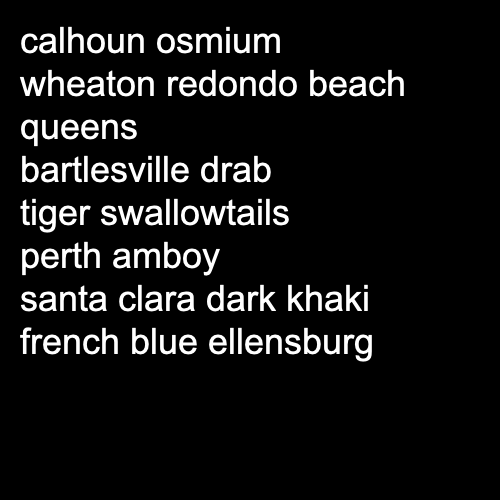 calhoun osmium
wheaton redondo beach
queens
bartlesville drab
tiger swallowtails
perth amboy
santa clara dark khaki
french blue ellensburg